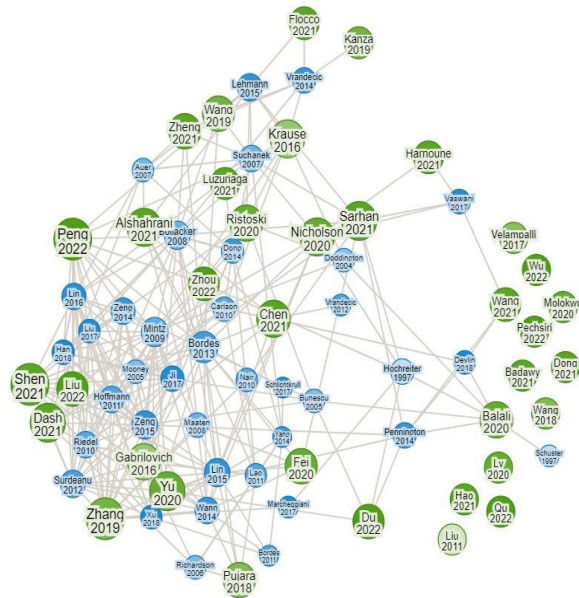 Flocco
2021
Kanza
2019
Lehmann
2015
Vrandecic
2014
Wang
2019
Zheng
2021
Krause
2016
Suchanek
2007
Harnoune
2021
Auer
2007
Luzuriaga
2021
Vaswani
2017
Peng
2022
Alshahrani
2021
Bollacker
2008
Ristoski
2020
Nicholson
2020
Sarhan
2021
Velampalli
2017
Dong
2014
Doddington
2004
Wu
2022
Zhou
2022
Lin
2016
Zeng
2014
Carlson
2010
Vrandecic
2012
Wang
2021
Molokwu
2020
Liu
2017
Mintz
2009
Chen
2021
Pechsiri
2022
Han
2018
Bordes
2013
Mooney
2005
Ji
2017
Nair
2010
Schlichtkrull
2017
Hochreiter
1997
Devlin
2018
Badawy
2021
Dong
2021
Shen
2021
Liu
2022
Hoffmann
2011
Bunescu
2005
Dash
2021
Zeng
2015
Maaten
2008
Balali
2020
Wang
2018
Riedel
2010
Pennington
2014
Schuster
1997
Gabrilovich
2016
Lin
2015
Lao
2011
Fei
2020
Lv
2020
Surdeanu
2012
Yu
2020
Zhang
2019
Xu
2018
Wang
2014
Marcheggiani
2017
Du
2022
Hao
2021
Qu
2022
Liu
2011
Richardson
2006
Bordes
2011
Pujara
2018